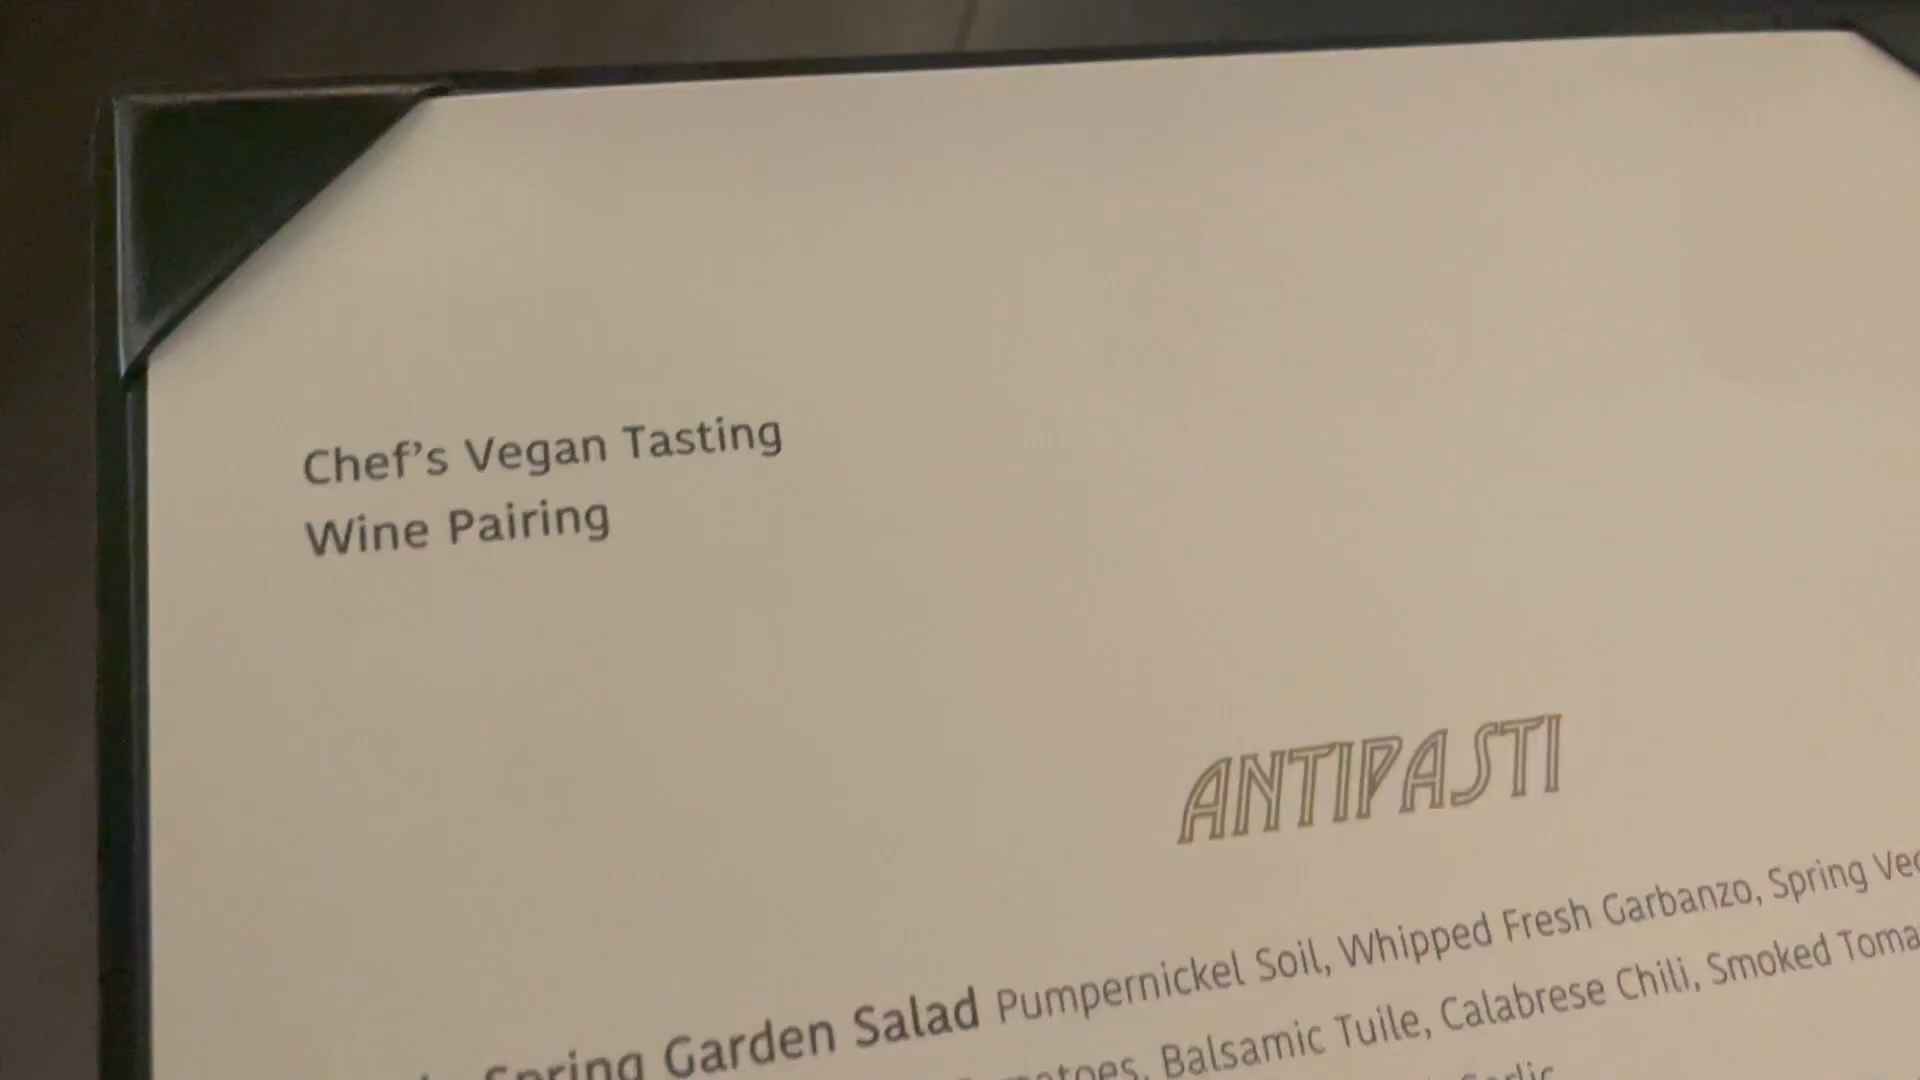 Chef's Vegan Tasting
Wine Pairing
ANTIPASTI
Spring Garden Salad Pumpernickel Soil, Whipped Fresh Garbanzo, Spring
Balsamic Tuile, Calabrese Chili, Smoked